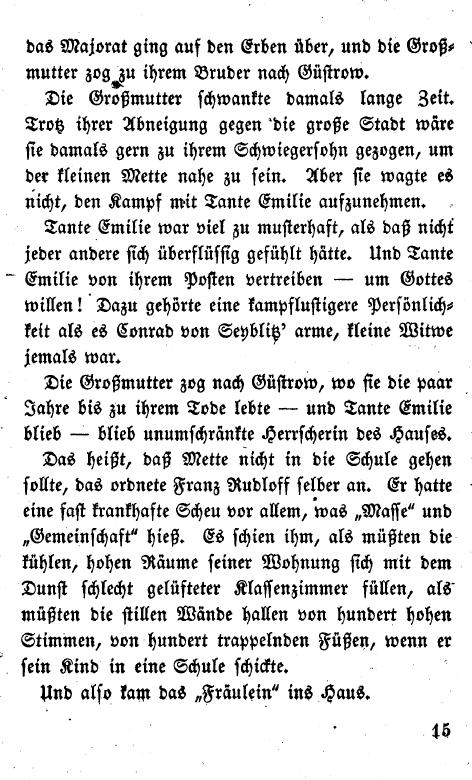 das Majorat ging auf den Erben über, und die Groß-
mutter zog zu ihrem Bruder nach Güstrow.
Die Großmutter schwankte damals lange Zeit.
Trotz ihrer Abneigung gegen die große Stadt wäre
sie damals gern zu ihrem Schwiegersohn gezogen, um
der kleinen Mette nahe zu sein. Aber sie wagte es
nicht, den Kampf mit Tante Emilie aufzunehmen.
Tante Emilie war viel zu musterhaft, als daß nicht
jeder andere sich überflüssig gefühlt hätte. Und Tante
Emilie von ihrem Posten vertreiben — um Gottes
willen! Dazu gehörte eine kampflustigere Persönlich-
keit als es Conrad von Seyblitz' arme, kleine Witwe
jemals war.
Die Großmutter zog nach Güstrow, wo sie die paar
Jahre bis zu ihrem Tode lebte — und Tante Emilie
blieb — blieb unumschränkte Herrscherin des Hauses.
Das heißt, daß Mette nicht in die Schule gehen
sollte, das ordnete Franz Rudloff selber an. Er hatte
eine fast krankhafte Scheu vor allem, was „Masse“ und
„Gemeinschaft“ hieß. Es schien ihm, als müßten die
kühlen, hohen Räume seiner Wohnung sich mit dem
Dunst schlecht gelüfteter Klassenzimmer füllen, als
müßten die stillen Wände hallen von hundert hohen
Stimmen, von hundert trappelnden Füßen, wenn er
sein Kind in eine Schule schickte.
Und also kam das „Fräulein“ ins Haus.
15